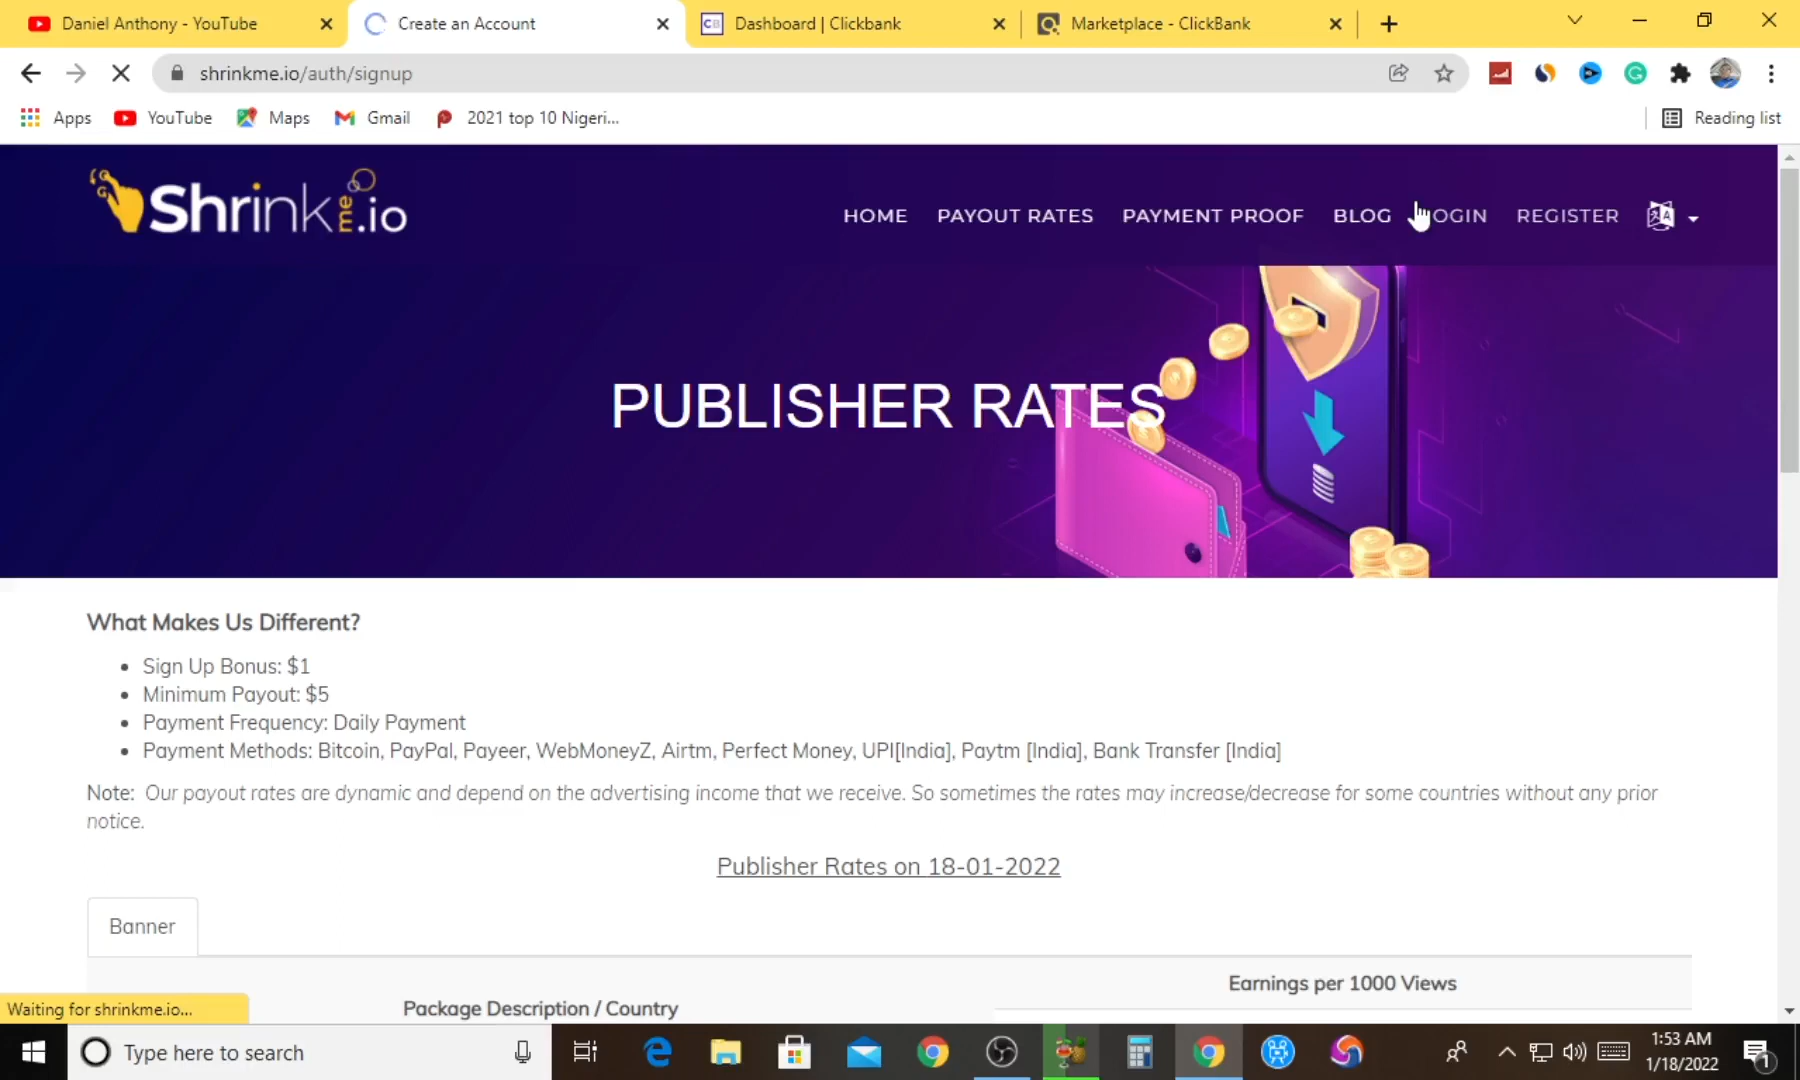 Daniel Anthony - YouTube
Create an Account
Dashboard | Clickbank
Marketplace - ClickBank
shrinkme.io/auth/signup
Apps
YouTube
Maps
Gmail
2021 top 10 Nigeri...
Reading list
Shrinkme.io
HOME
PAYOUT RATES
PAYMENT PROOF
BLOG
LOGIN
REGISTER
PUBLISHER RATES
What Makes Us Different?
• Sign Up Bonus: $1
• Minimum Payout: $5
• Payment Frequency: Daily Payment
• Payment Methods: Bitcoin, PayPal, Payeer, WebMoneyZ, Airtm, Perfect Money, UPI[India], Paytm [India], Bank Transfer [India]
Note: Our payout rates are dynamic and depend on the advertising income that we receive. So sometimes the rates may increase/decrease for some countries without any prior
notice.
Publisher Rates on 18-01-2022
Banner
Earnings per 1000 Views
Package Description / Country
Waiting for shrinkme.io...
Type here to search
1:53 AM
1/18/2022
1